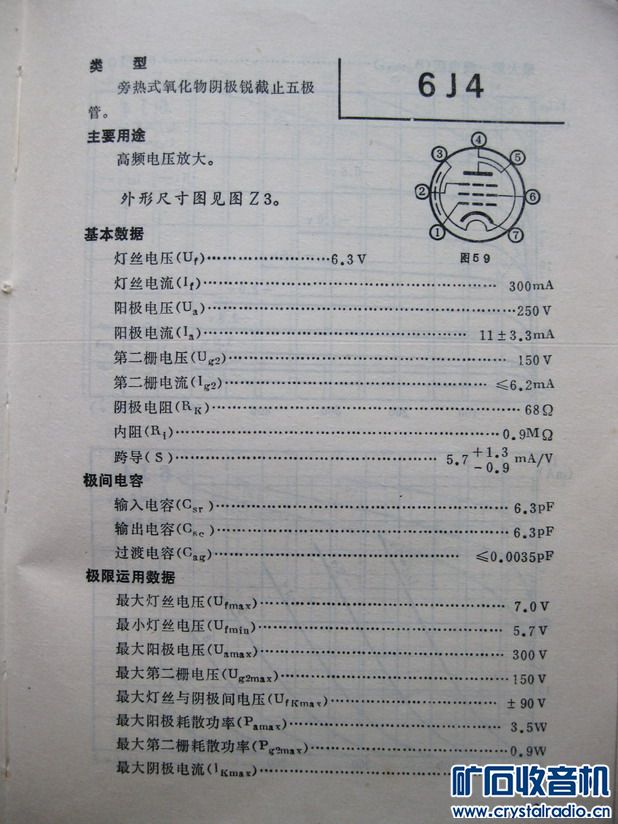 类 型
旁热式氧化物阴极锐截止五极
管。
6J4
主要用途
高频电压放大。
外形尺寸图见图Z3。
4
3
5
2
6
1
7
图59
基本数据
灯丝电压(Uf)……………………6.3V
灯丝电流(If)……………………300mA
阳极电压(Ua)……………………250V
阳极电流(Ia)……………………11±3.3mA
第二栅电压(Ug2)……………………150V
第二栅电流(Ig2)……………………≤6.2mA
阴极电阻(RK)……………………68Ω
内阻(Ri)……………………0.9MΩ
跨导(S)……………………5.7 +1.3 -0.9 mA/V
极间电容
输入电容(Csr)……………………6.3pF
输出电容(Csc)……………………6.3pF
过渡电容(Cag)……………………≤0.0035pF
极限运用数据
最大灯丝电压(Ufmax)……………………7.0V
最小灯丝电压(Ufmin)……………………5.7V
最大阳极电压(Uamax)……………………300V
最大第二栅电压(Ug2max)……………………150V
最大灯丝与阴极间电压(UfKmax)……………………±90V
最大阳极耗散功率(Pamax)……………………3.5W
最大第二栅耗散功率(Pg2max)……………………0.9W
最大阴极电流(IKmax)……………………
矿石收音机
www.crystalradio.cn